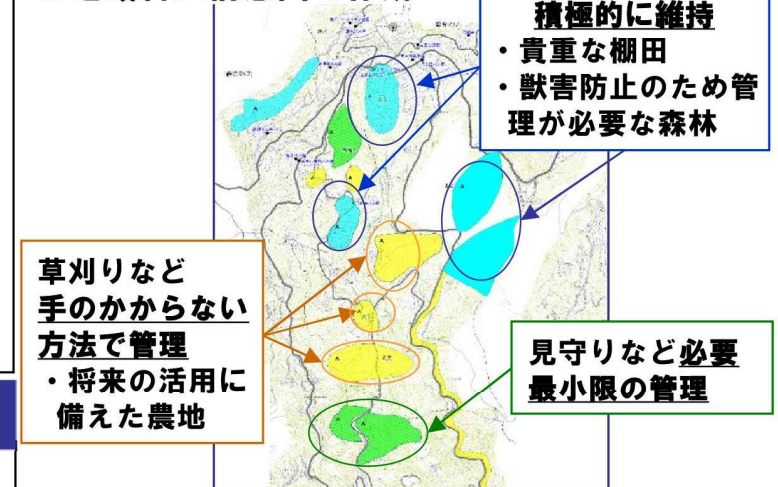 積極的に維持
・貴重な棚田
・獣害防止のため管
理が必要な森林
草刈りなど
手のかからない
方法で管理
・将来の活用に
備えた農地
見守りなど必要
最小限の管理